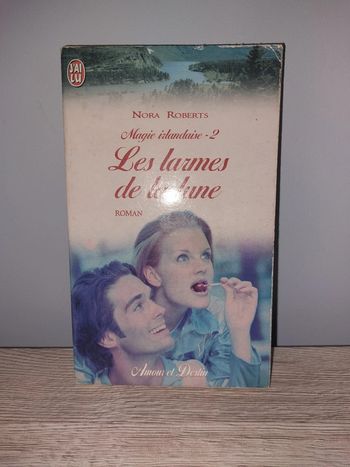 J'AI
LU
NORA ROBERTS
Magie irlandaise - 2
Les larmes
de la lune
ROMAN
Amour et Destin